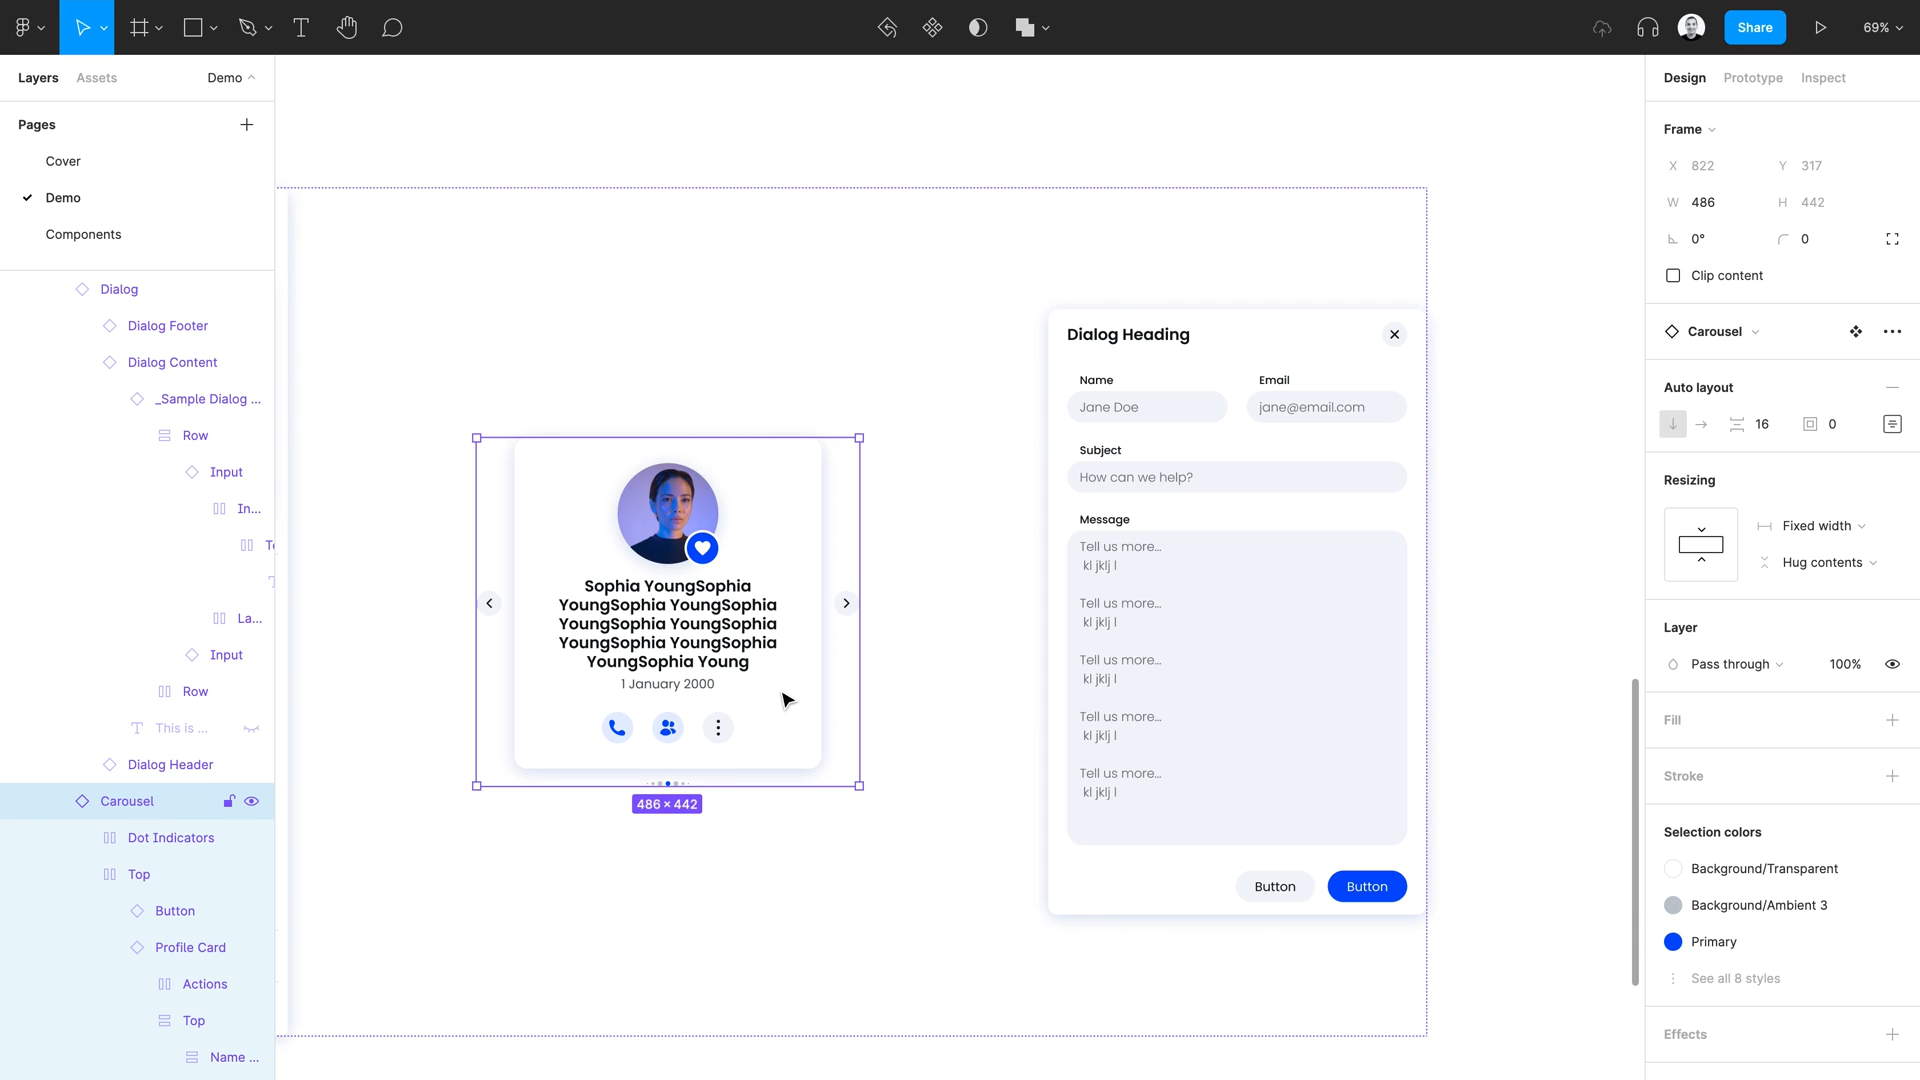 Share
69%
Layers
Assets
Demo
Pages
Cover
Demo
Components
Dialog
Dialog Footer
Dialog Content
_Sample Dialog ...
Row
Input
In...
La...
Input
Row
This is ...
Dialog Header
Carousel
Dot Indicators
Top
Button
Profile Card
Actions
Top
Name ...
Sophia YoungSophia
YoungSophia YoungSophia
YoungSophia YoungSophia
YoungSophia YoungSophia
YoungSophia Young
1 January 2000
486 × 442
Dialog Heading
Name
Email
Jane Doe
jane@email.com
Subject
How can we help?
Message
Tell us more...
kl jklj l
Tell us more...
kl jklj l
Tell us more...
kl jklj l
Tell us more...
kl jklj l
Tell us more...
kl jklj l
Button
Button
Design
Prototype
Inspect
Frame
X 822
Y 317
W 486
H 442
0°
0
Clip content
Carousel
Auto layout
16
0
Resizing
Fixed width
Hug contents
Layer
Pass through
100%
Fill
Stroke
Selection colors
Background/Transparent
Background/Ambient 3
Primary
See all 8 styles
Effects